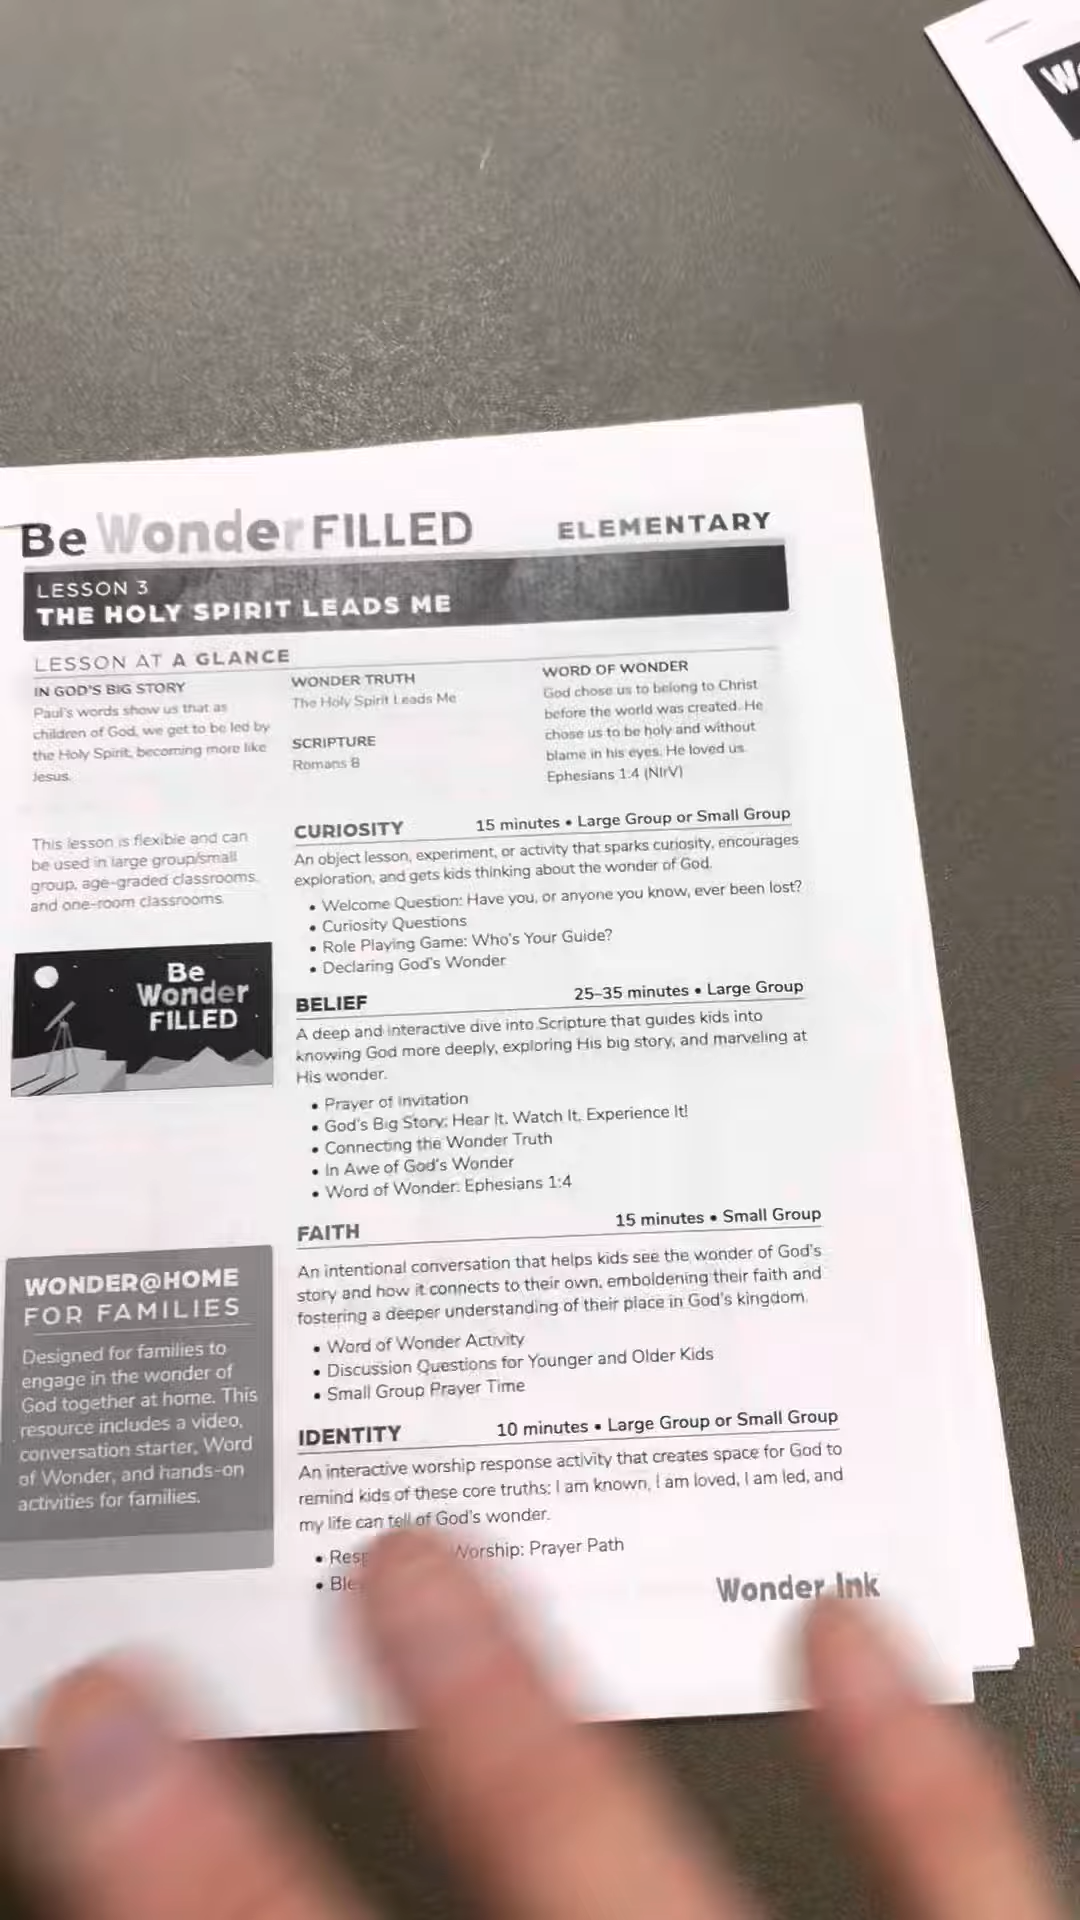 Be Wonder FILLED
ELEMENTARY
LESSON 3
THE HOLY SPIRIT LEADS ME
LESSON AT A GLANCE
IN GOD'S BIG STORY
Paul's words show us that as
children of God, we get to be led by
the Holy Spirit, becoming more like
Jesus.
WONDER TRUTH
The Holy Spirit Leads Me
SCRIPTURE
Romans 8
WORD OF WONDER
God chose us to belong to Christ
before the world was created. He
chose us to be holy and without
blame in his eyes. He loved us.
Ephesians 1:4 (NIrV)
This lesson is flexible and can
be used in large group/small
group, age-graded classrooms,
and one-room classrooms.
Be
Wonder
FILLED
WONDER@HOME
FOR FAMILIES
Designed for families to
engage in the wonder of
God together at home. This
resource includes a video,
conversation starter, Word
of Wonder, and hands-on
activities for families.
CURIOSITY 15 minutes • Large Group or Small Group
An object lesson, experiment, or activity that sparks curiosity, encourages
exploration, and gets kids thinking about the wonder of God.
• Welcome Question: Have you, or anyone you know, ever been lost?
• Curiosity Questions
• Role Playing Game: Who's Your Guide?
• Declaring God's Wonder
BELIEF 25–35 minutes • Large Group
A deep and interactive dive into Scripture that guides kids into
knowing God more deeply, exploring His big story, and marveling at
His wonder.
• Prayer of Invitation
• God's Big Story: Hear It. Watch It. Experience It!
• Connecting the Wonder Truth
• In Awe of God's Wonder
• Word of Wonder: Ephesians 1:4
FAITH 15 minutes • Small Group
An intentional conversation that helps kids see the wonder of God's
story and how it connects to their own, emboldening their faith and
fostering a deeper understanding of their place in God's kingdom.
• Word of Wonder Activity
• Discussion Questions for Younger and Older Kids
• Small Group Prayer Time
IDENTITY 10 minutes • Large Group or Small Group
An interactive worship response activity that creates space for God to
remind kids of these core truths: I am known, I am loved, I am led, and
my life can tell of God's wonder.
• Worship: Prayer Path
Wonder Ink